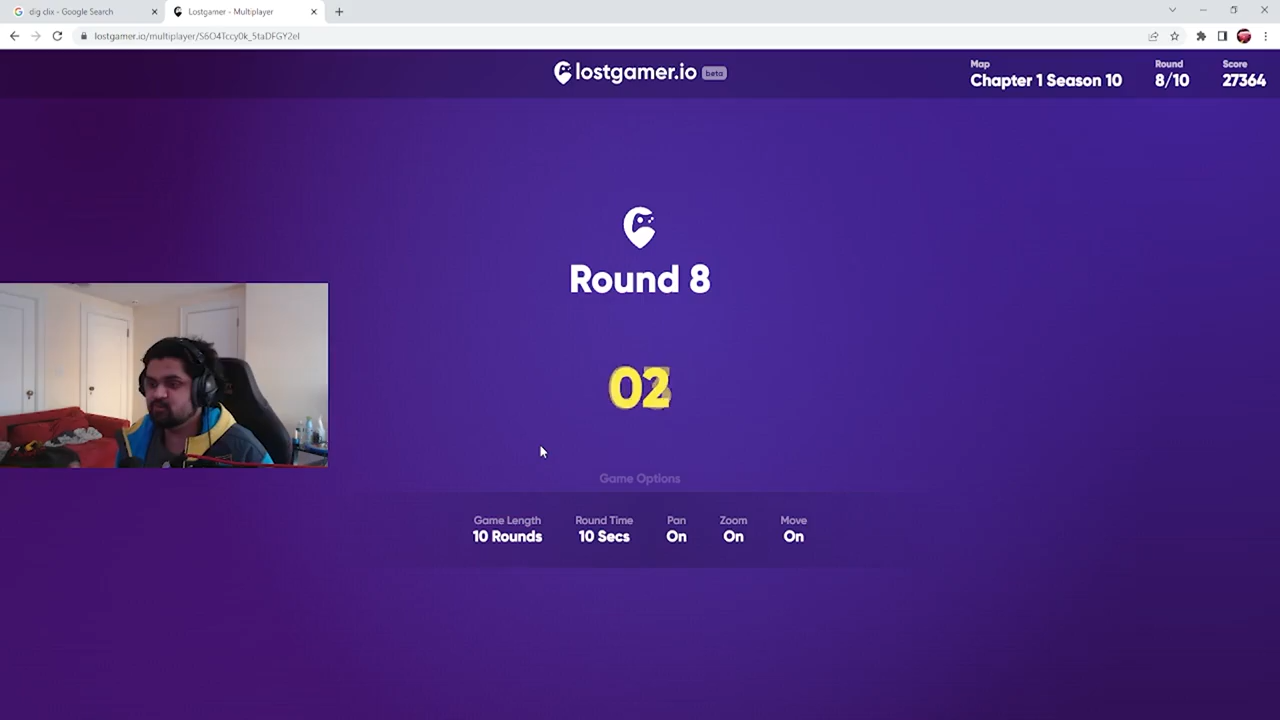 dig clix - Google Search
Lostgamer - Multiplayer
lostgamer.io/multiplayer/S6O4Tccy0k_5taDFGY2eI
lostgamer.io beta
Map
Chapter 1 Season 10
Round
8/10
Score
27364
Round 8
02
Game Options
Game Length
10 Rounds
Round Time
10 Secs
Pan
On
Zoom
On
Move
On